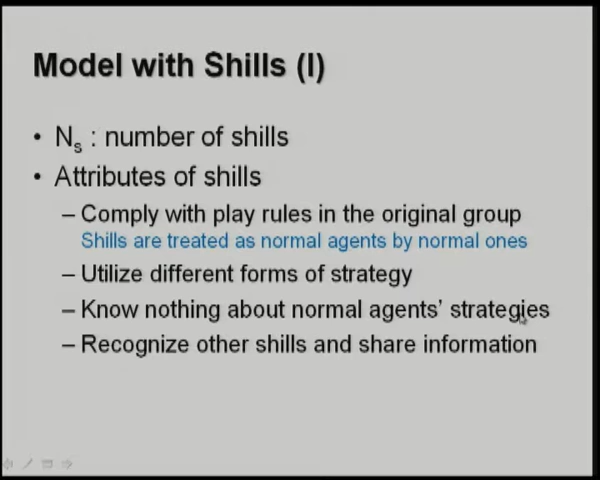 Model with Shills (I)
• Ns : number of shills
• Attributes of shills
– Comply with play rules in the original group
Shills are treated as normal agents by normal ones
– Utilize different forms of strategy
– Know nothing about normal agents’ strategies
– Recognize other shills and share information